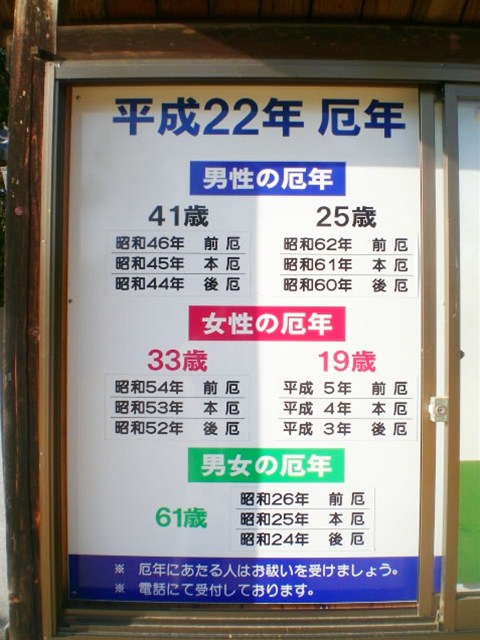 平成22年 厄年
男性の厄年
41歳 25歳
昭和46年 前厄 昭和62年 前厄
昭和45年 本厄 昭和61年 本厄
昭和44年 後厄 昭和60年 後厄
女性の厄年
33歳 19歳
昭和54年 前厄 平成 5年 前厄
昭和53年 本厄 平成 4年 本厄
昭和52年 後厄 平成 3年 後厄
男女の厄年
昭和26年 前厄
61歳 昭和25年 本厄
昭和24年 後厄
※ 厄年にあたる人はお祓いを受けましょう。
※ 電話にて受付しております。